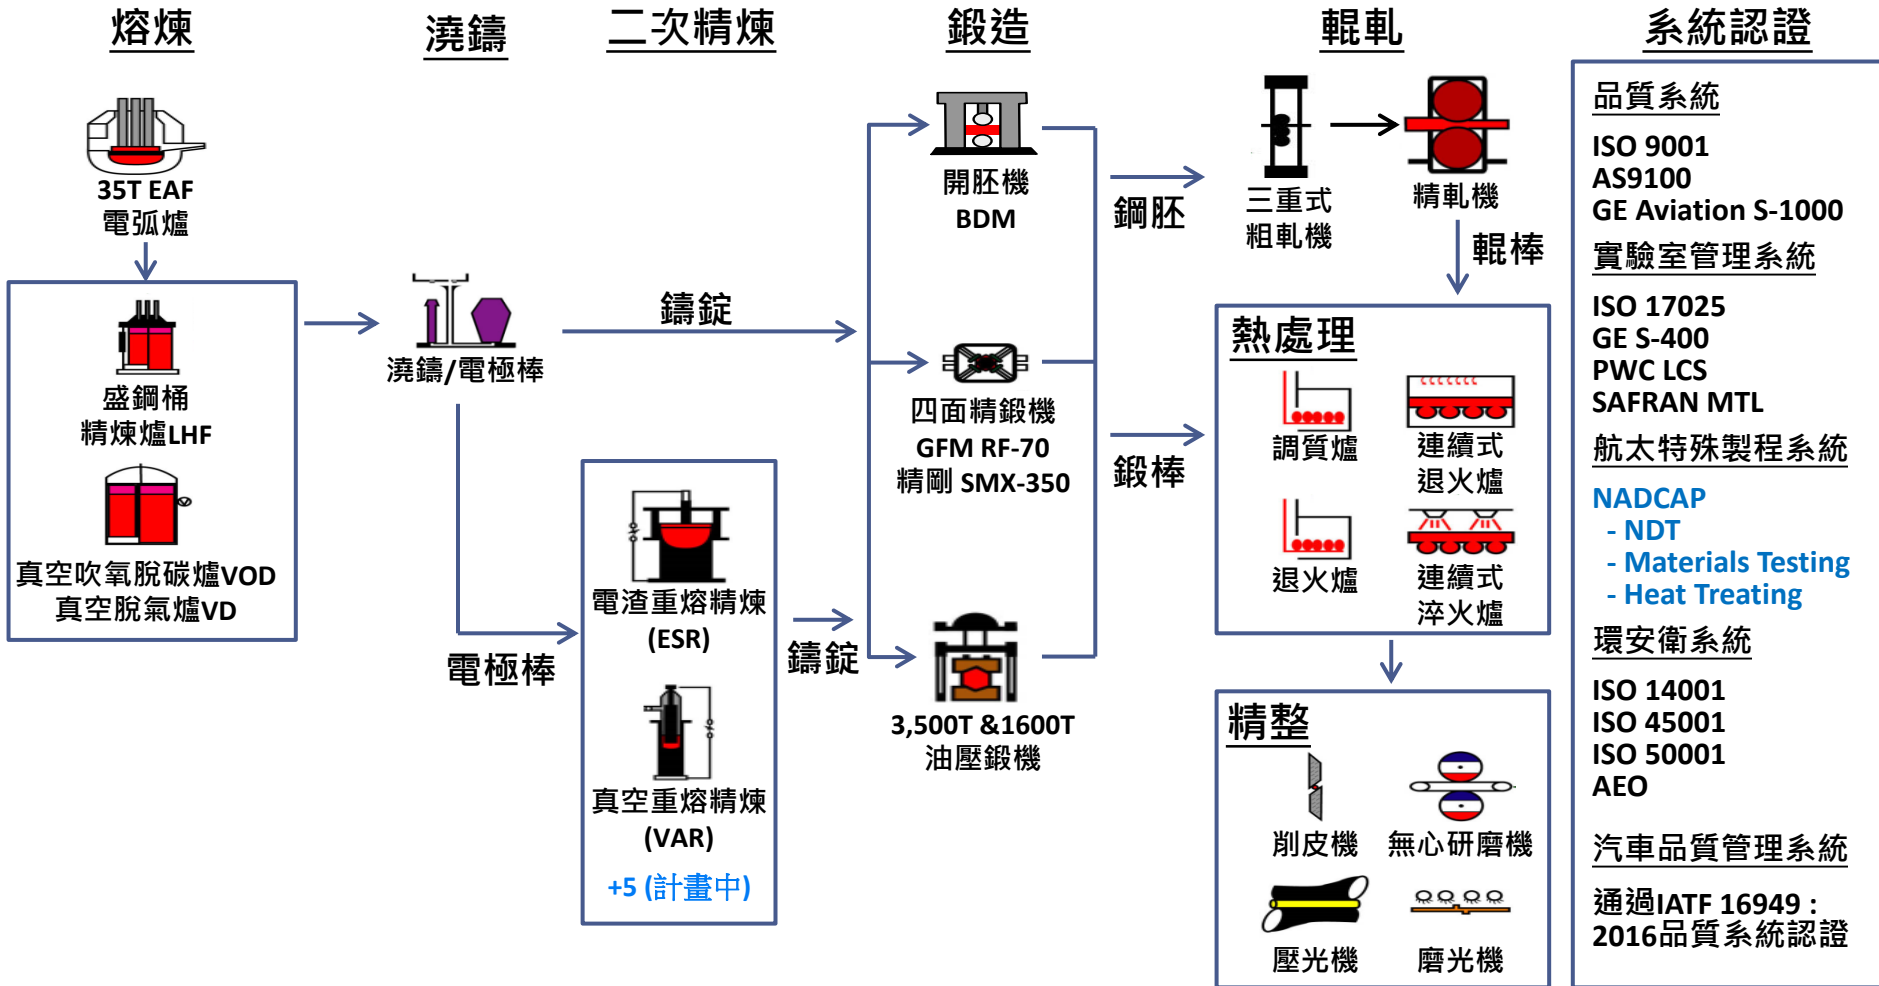 熔煉
35T EAF
電弧爐
盛鋼桶
精煉爐LHF
真空吹氧脫碳爐VOD
真空脫氣爐VD
澆鑄
澆鑄/電極棒
鑄錠
電極棒
二次精煉
電渣重熔精煉
(ESR)
真空重熔精煉
(VAR)
+5 (計畫中)
鑄錠
鍛造
開胚機
BDM
四面精鍛機
GFM RF-70
精剛 SMX-350
3,500T &1600T
油壓鍛機
鋼胚
鍛棒
輥軋
三重式
粗軋機
精軋機
輥棒
熱處理
調質爐
連續式
退火爐
退火爐
連續式
淬火爐
精整
削皮機
無心研磨機
壓光機
磨光機
系統認證
品質系統
ISO 9001
AS9100
GE Aviation S-1000
實驗室管理系統
ISO 17025
GE S-400
PWC LCS
SAFRAN MTL
航太特殊製程系統
NADCAP
- NDT
- Materials Testing
- Heat Treating
環安衛系統
ISO 14001
ISO 45001
ISO 50001
AEO
汽車品質管理系統
通過IATF 16949 :
2016品質系統認證